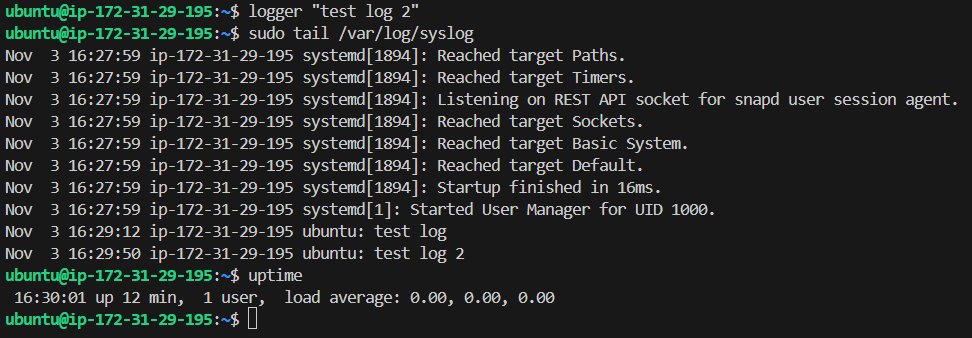 ubuntu@ip-172-31-29-195:~$ logger "test log 2"
ubuntu@ip-172-31-29-195:~$ sudo tail /var/log/syslog
Nov  3 16:27:59 ip-172-31-29-195 systemd[1894]: Reached target Paths.
Nov  3 16:27:59 ip-172-31-29-195 systemd[1894]: Reached target Timers.
Nov  3 16:27:59 ip-172-31-29-195 systemd[1894]: Listening on REST API socket for snapd user session agent.
Nov  3 16:27:59 ip-172-31-29-195 systemd[1894]: Reached target Sockets.
Nov  3 16:27:59 ip-172-31-29-195 systemd[1894]: Reached target Basic System.
Nov  3 16:27:59 ip-172-31-29-195 systemd[1894]: Reached target Default.
Nov  3 16:27:59 ip-172-31-29-195 systemd[1894]: Startup finished in 16ms.
Nov  3 16:27:59 ip-172-31-29-195 systemd[1]: Started User Manager for UID 1000.
Nov  3 16:29:12 ip-172-31-29-195 ubuntu: test log
Nov  3 16:29:50 ip-172-31-29-195 ubuntu: test log 2
ubuntu@ip-172-31-29-195:~$ uptime
 16:30:01 up 12 min,  1 user,  load average: 0.00, 0.00, 0.00
ubuntu@ip-172-31-29-195:~$